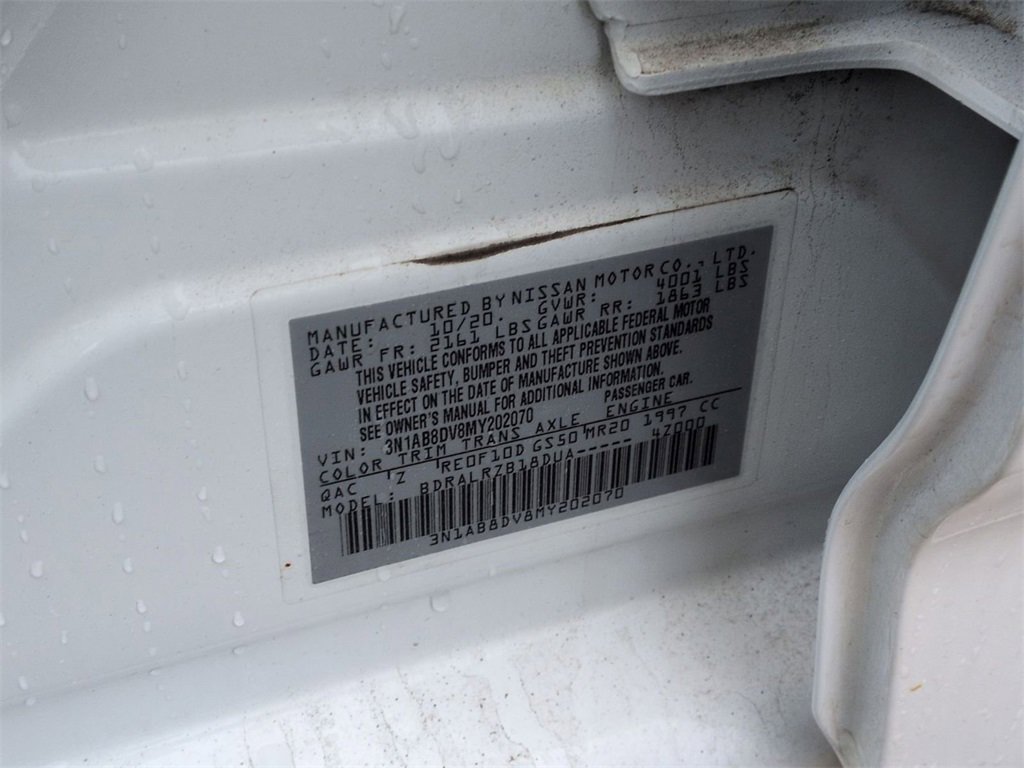 MANUFACTURED BY NISSAN MOTOR CO., LTD.
DATE: 10/20. GVWR: 4001 LBS
GAWR FR: 2161 LBS GAWR RR: 1863 LBS
THIS VEHICLE CONFORMS TO ALL APPLICABLE FEDERAL MOTOR
VEHICLE SAFETY, BUMPER AND THEFT PREVENTION STANDARDS
IN EFFECT ON THE DATE OF MANUFACTURE SHOWN ABOVE.
SEE OWNER'S MANUAL FOR ADDITIONAL INFORMATION.
VIN: 3N1AB8DV8MY202070 PASSENGER CAR.
COLOR, TRIM, TRANS, AXLE, ENGINE
QAC Z RE0F10D GS50 MR20 1997 CC
MODEL: BDRALRZB18DUA----- 4Z000
3N1AB8DV8MY202070